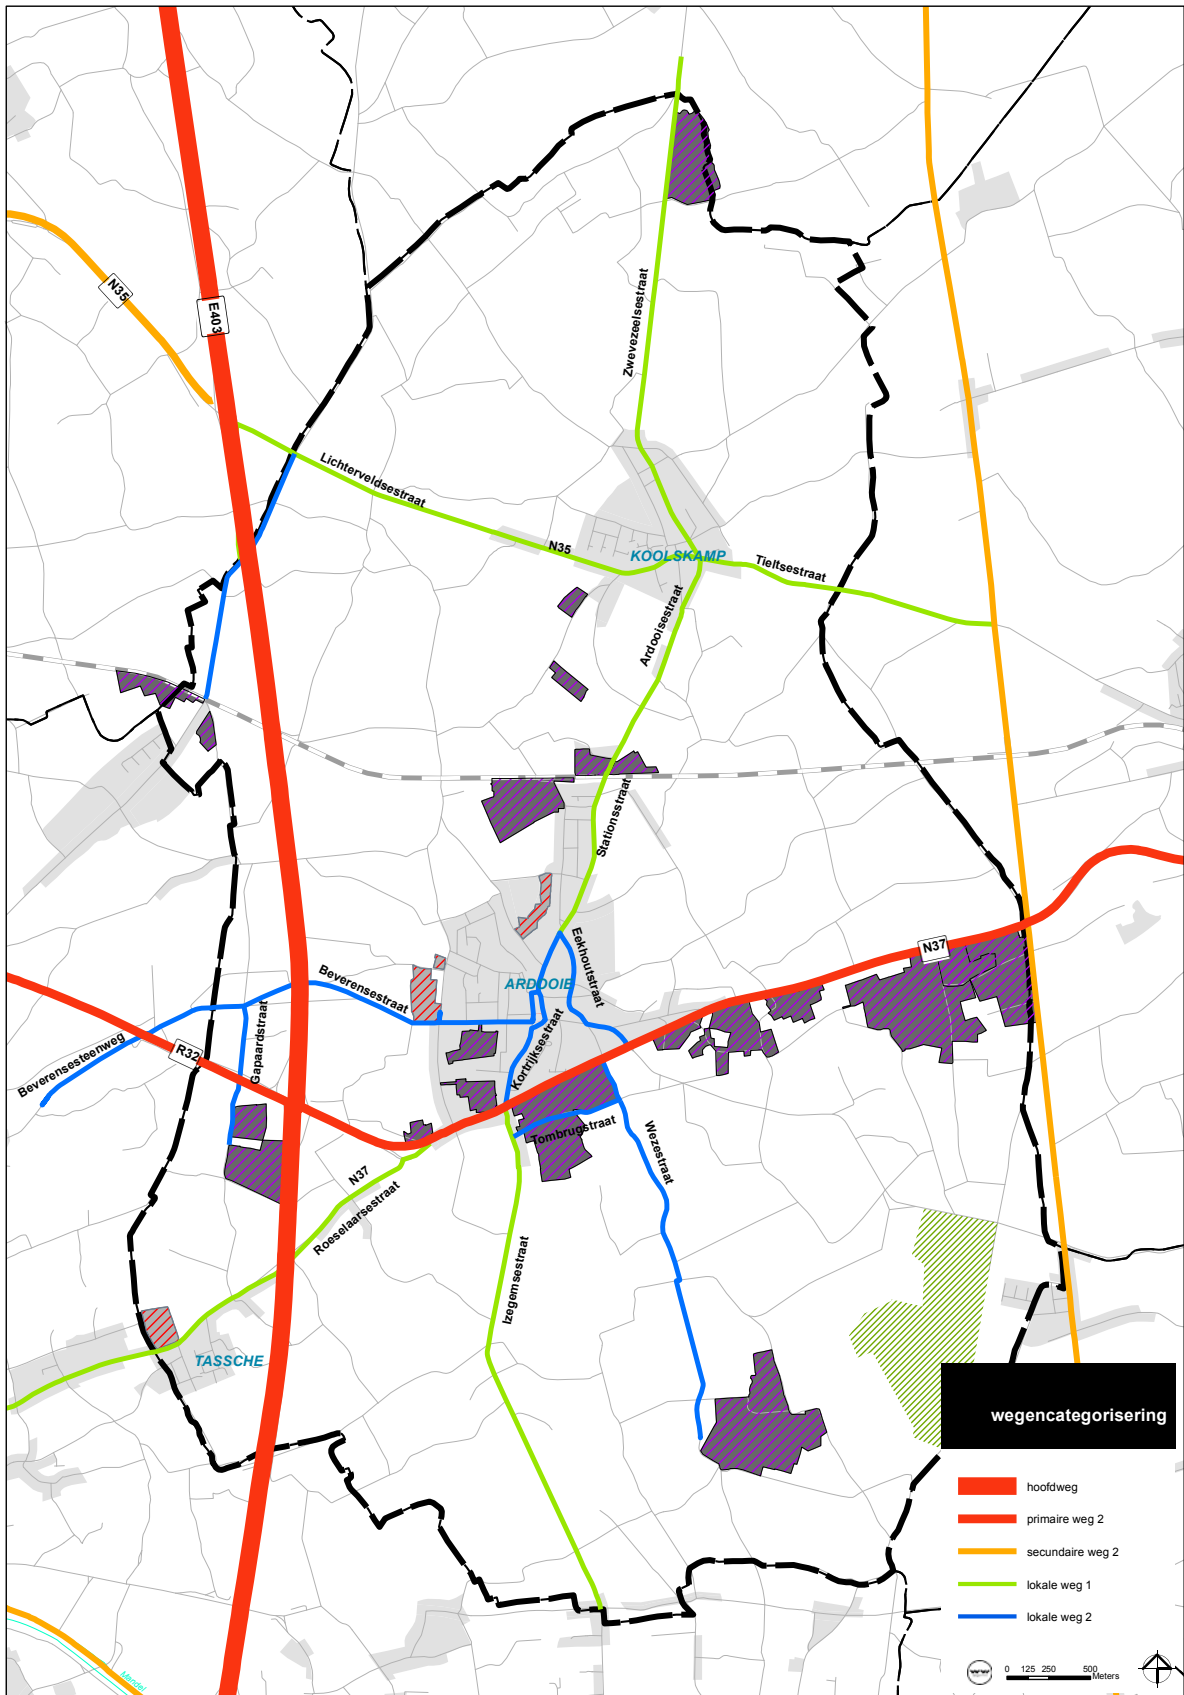 N35
E403
Zwevezeelsestraat
Lichterveldsestraat
N35
KOOLSKAMP
Tieltsestraat
Ardooisestraat
Stationsstraat
Eekhoutstraat
N37
Beverensestraat
ARDOOIE
Beverensesteenweg
R32
Gapaardstraat
Kortrijksestraat
Tombrugstraat
Wezestraat
N37
Roeselaarsestraat
Izegemsestraat
TASSCHE
wegencategorisering
hoofdweg
primaire weg 2
secundaire weg 2
lokale weg 1
lokale weg 2
0 125 250 500
Meters
Mandel